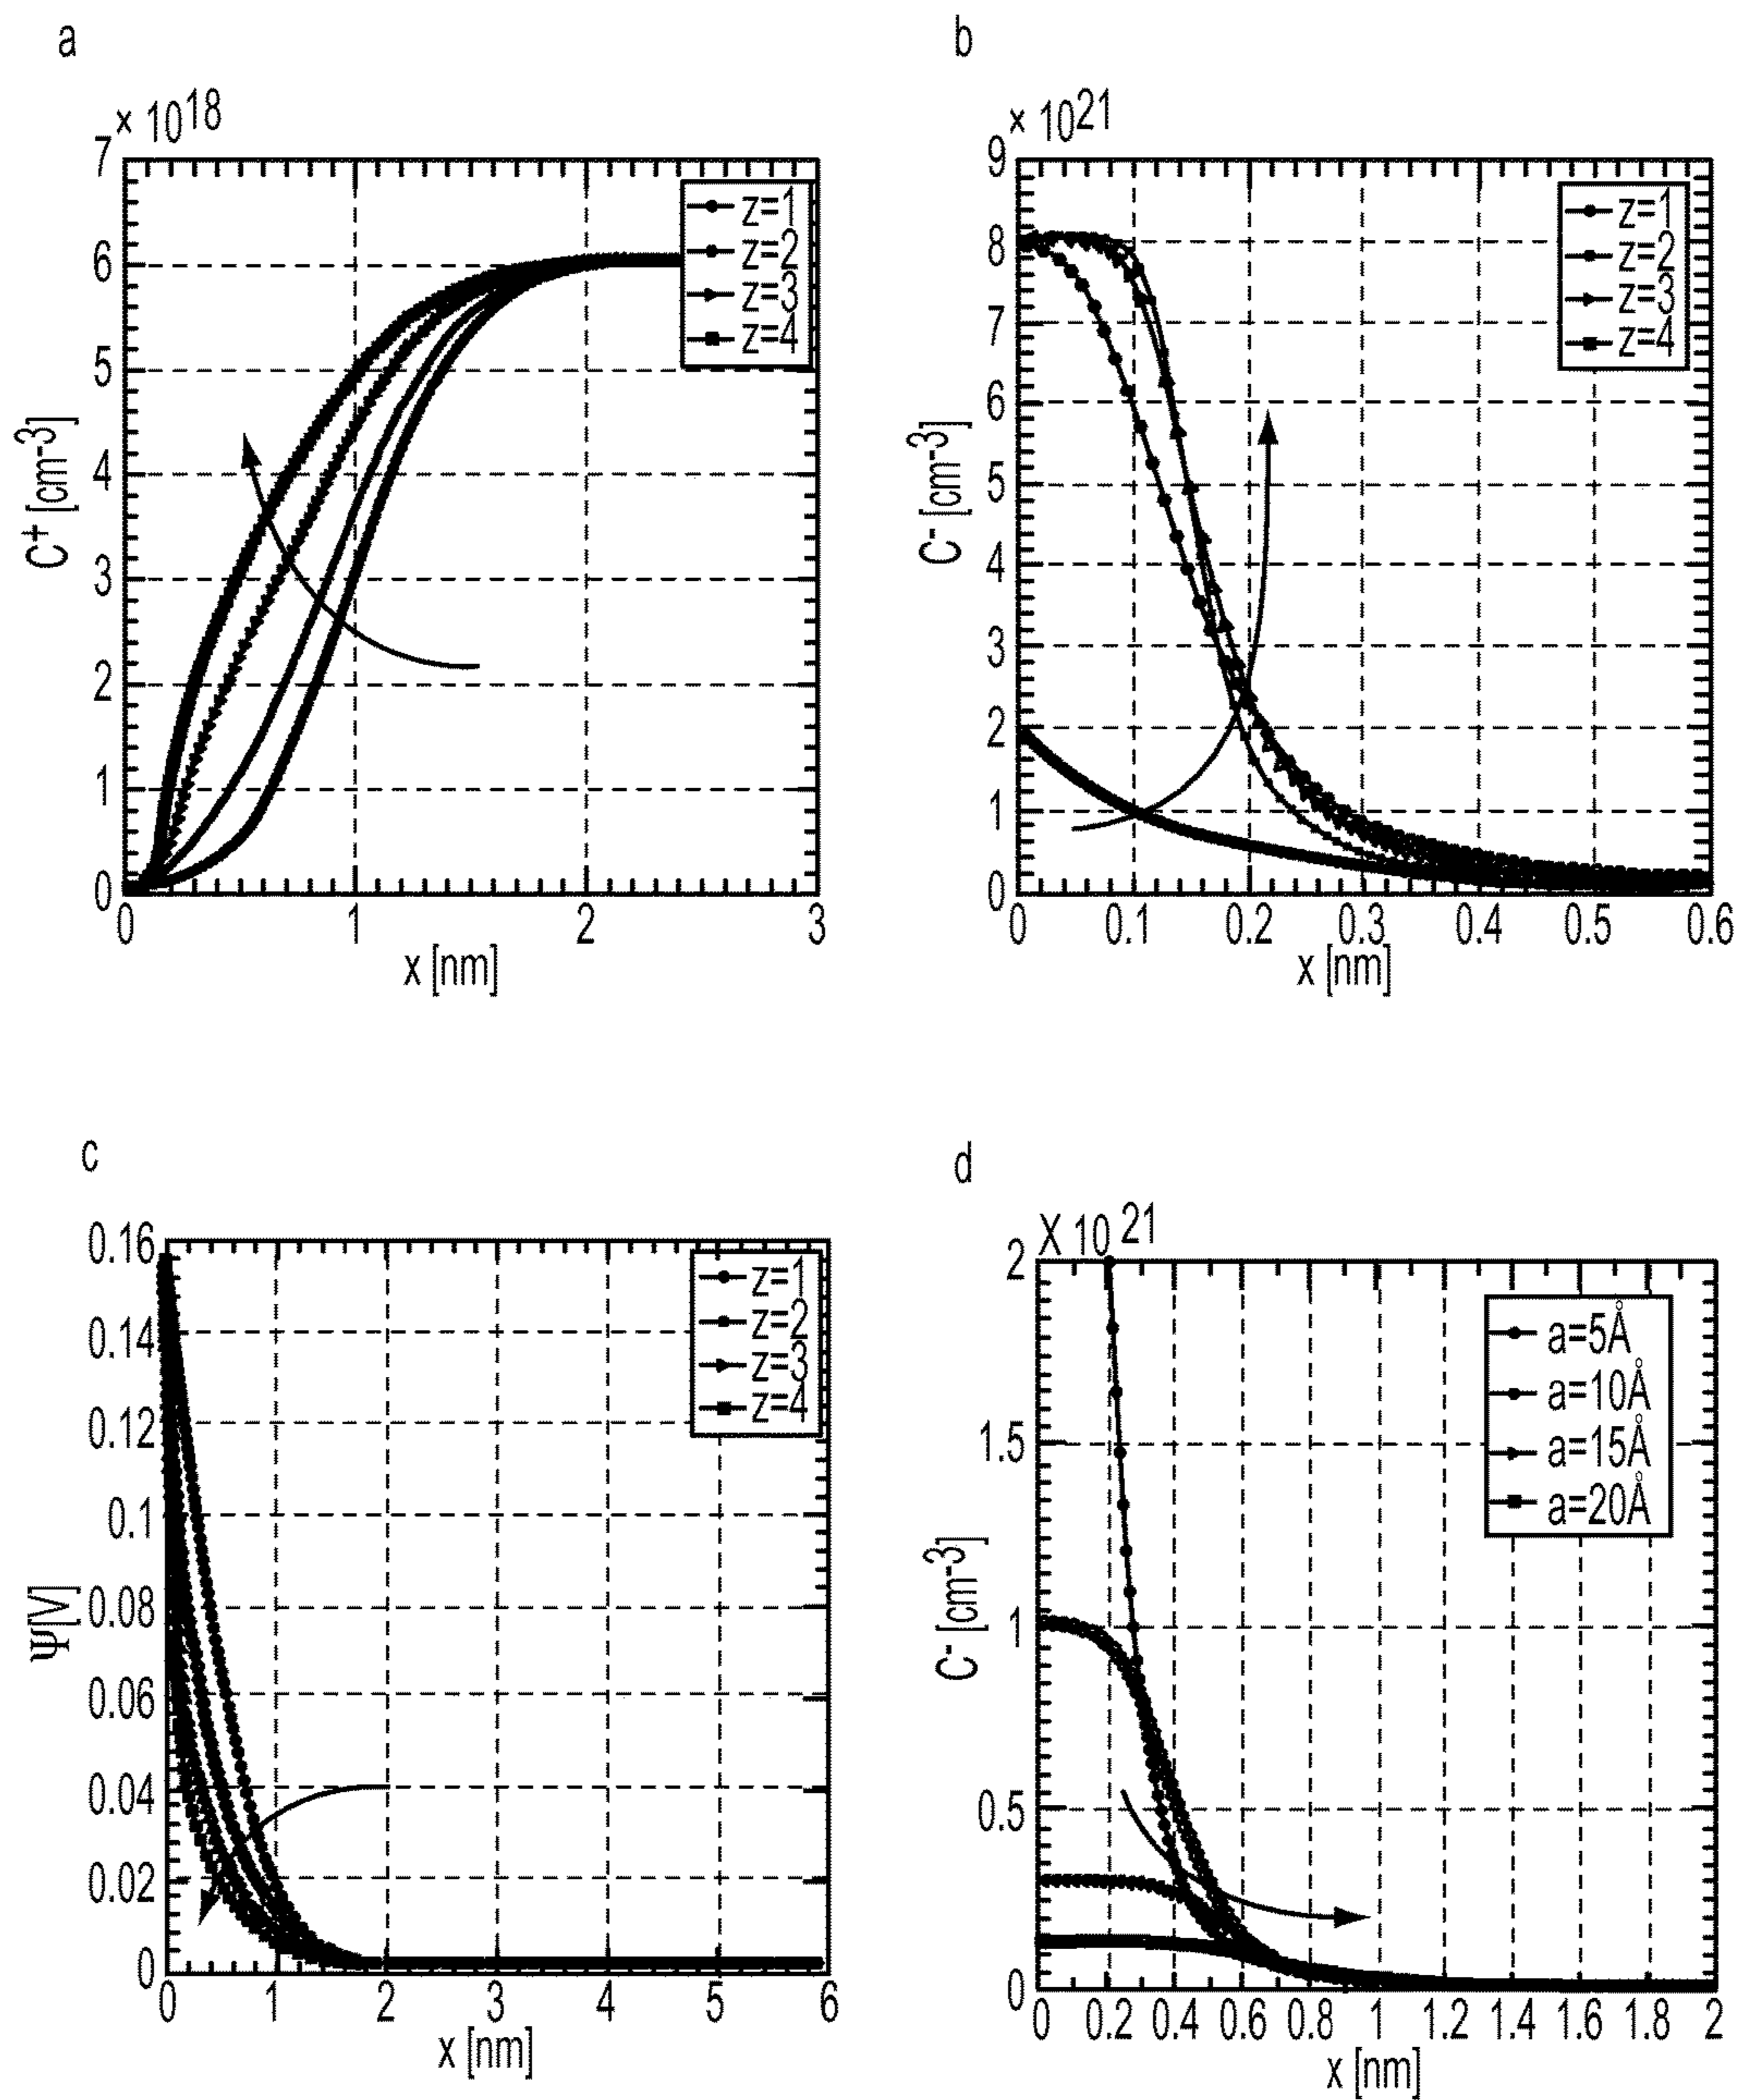 a
× 10^18
7
6
5
4
3
2
1
0
C+ [cm-3]
0 1 2 3
x [nm]
z=1
z=2
z=3
z=4
b
× 10^21
9
8
7
6
5
4
3
2
1
0
C- [cm-3]
0 0.1 0.2 0.3 0.4 0.5 0.6
x [nm]
z=1
z=2
z=3
z=4
c
0.16
0.14
0.12
0.1
0.08
0.06
0.04
0.02
0
Ψ[V]
0 1 2 3 4 5 6
x [nm]
z=1
z=2
z=3
z=4
d
X 10 21
2
1.5
1
0.5
0
C- [cm-3]
0 0.2 0.4 0.6 0.8 1 1.2 1.4 1.6 1.8 2
x [nm]
a=5Å
a=10Å
a=15Å
a=20Å